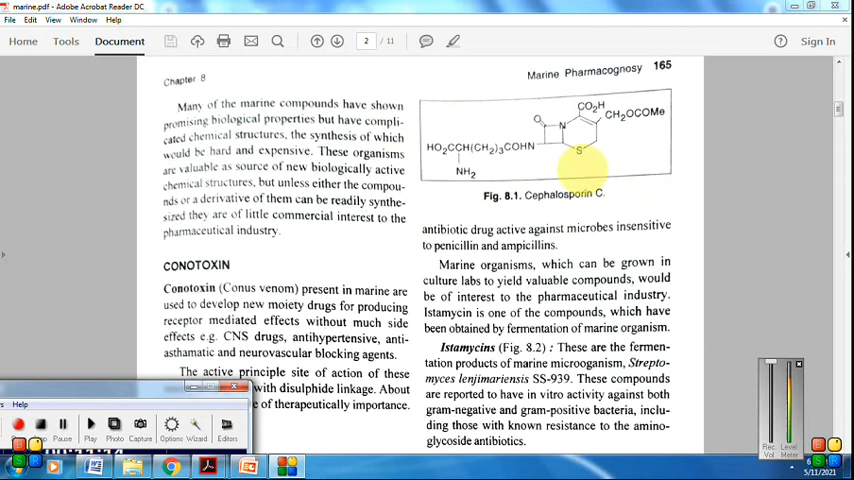 marine.pdf - Adobe Acrobat Reader DC
File Edit View Window Help
Home Tools Document 2 / 11 Sign In
Chapter 8
Marine Pharmacognosy 165
Many of the marine compounds have shown
promising biological properties but have compli-
cated chemical structures, the synthesis of which
would be hard and expensive. These organisms
are valuable as source of new biologically active
chemical structures, but unless either the compou-
nds or a derivative of them can be readily synthe-
sized they are of little commercial interest to the
pharmaceutical industry.
CONOTOXIN
Conotoxin (Conus venom) present in marine are
used to develop new moiety drugs for producing
receptor mediated effects without much side
effects e.g. CNS drugs, antihypertensive, anti-
asthamatic and neurovascular blocking agents.
The active principle site of action of these
with disulphide linkage. About
e of therapeutically importance.
CO₂H
O
N
CH₂OCOMe
HO₂CCH(CH₂)₃COHN
S
NH₂
Fig. 8.1. Cephalosporin C.
antibiotic drug active against microbes insensitive
to penicillin and ampicillins.
Marine organisms, which can be grown in
culture labs to yield valuable compounds, would
be of interest to the pharmaceutical industry.
Istamycin is one of the compounds, which have
been obtained by fermentation of marine organism.
Istamycins (Fig. 8.2) : These are the fermen-
tation products of marine microoganism, Strepto-
myces lenjimariensis SS-939. These compounds
are reported to have in vitro activity against both
gram-negative and gram-positive bacteria, inclu-
ding those with known resistance to the amino-
glycoside antibiotics.
Help
Pause Play Photo Capture Options Wizard Editors
Rec. Vol
Level Meter
S R
S R
5/11/2021